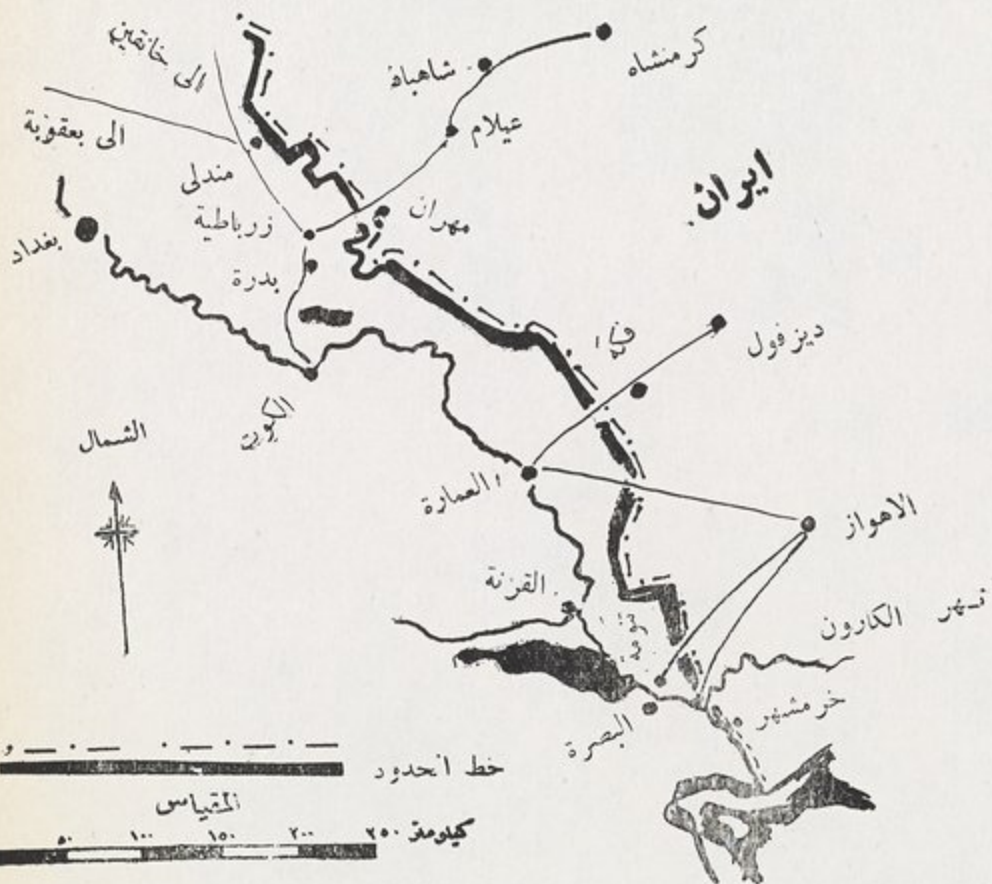 الى خانقين
كرمنشاه
شاهباد
عيلام
الى بعقوبة
ايران
مندلى
مهران
زرباطية
بغداد
بدرة
ديزفول
الكويت
الشمال
العمارة
الاهواز
القرنة
نهر الكارون
خرمشهر
البصرة
خط الحدود
المقياس
٥٠ ١٠٠ ١٥٠ ٢٠٠ ٢٥٠ كيلومتر